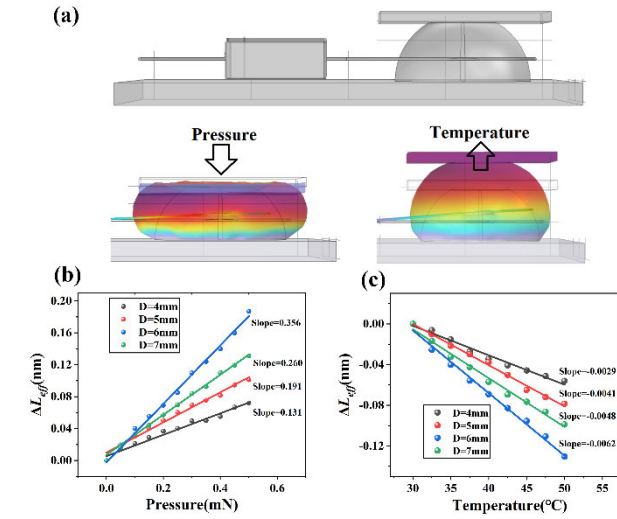 (a)
Pressure
Temperature
(b)
ΔL_eff(nm)
0.20
0.16
0.12
0.08
0.04
0.00
D=4mm
D=5mm
D=6mm
D=7mm
Slope=0.356
Slope=0.260
Slope=0.191
Slope=0.131
0.0
0.2
0.4
0.6
Pressure(mN)
(c)
ΔL_eff(nm)
-0.00
-0.04
-0.08
-0.12
Slope=-0.0029
Slope=-0.0041
Slope=-0.0048
Slope=-0.0062
D=4mm
D=5mm
D=6mm
D=7mm
30
35
40
45
50
55
Temperature(°C)